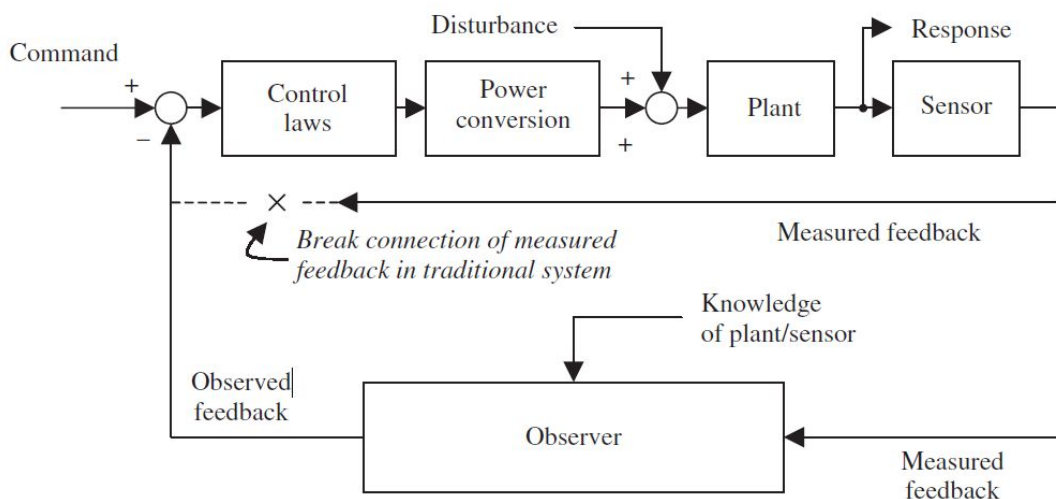 Disturbance
Response
Command
+
−
Control
laws
Power
conversion
+
+
Plant
Sensor
×
Break connection of measured
feedback in traditional system
Measured feedback
Knowledge
of plant/sensor
Observed
feedback
Observer
Measured
feedback